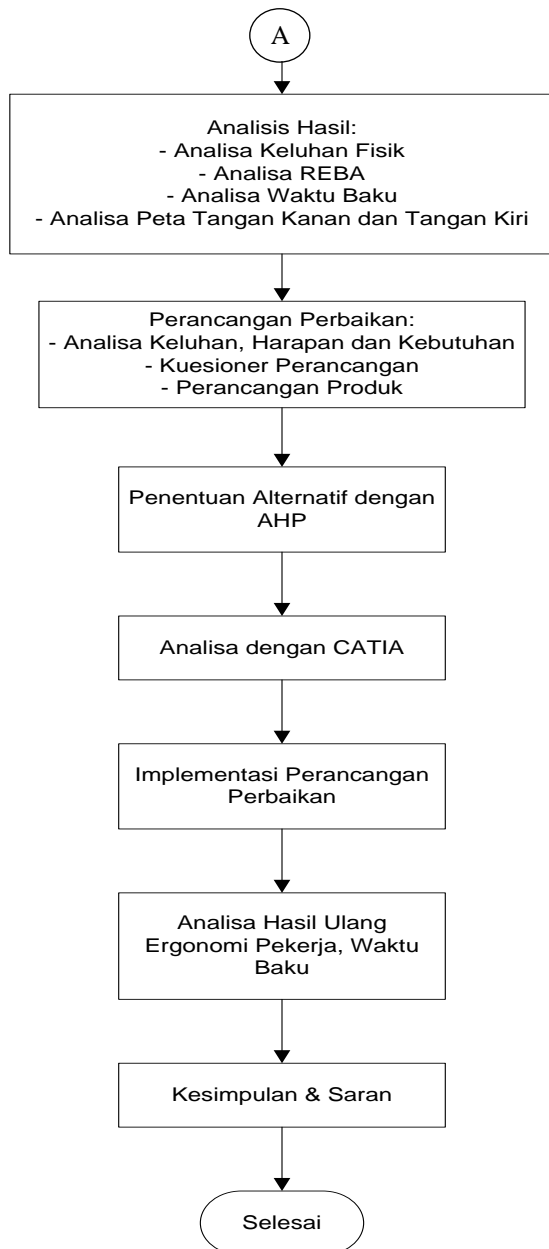 A
Analisis Hasil:
- Analisa Keluhan Fisik
- Analisa REBA
- Analisa Waktu Baku
- Analisa Peta Tangan Kanan dan Tangan Kiri
Perancangan Perbaikan:
- Analisa Keluhan, Harapan dan Kebutuhan
- Kuesioner Perancangan
- Perancangan Produk
Penentuan Alternatif dengan
AHP
Analisa dengan CATIA
Implementasi Perancangan
Perbaikan
Analisa Hasil Ulang
Ergonomi Pekerja, Waktu
Baku
Kesimpulan & Saran
Selesai